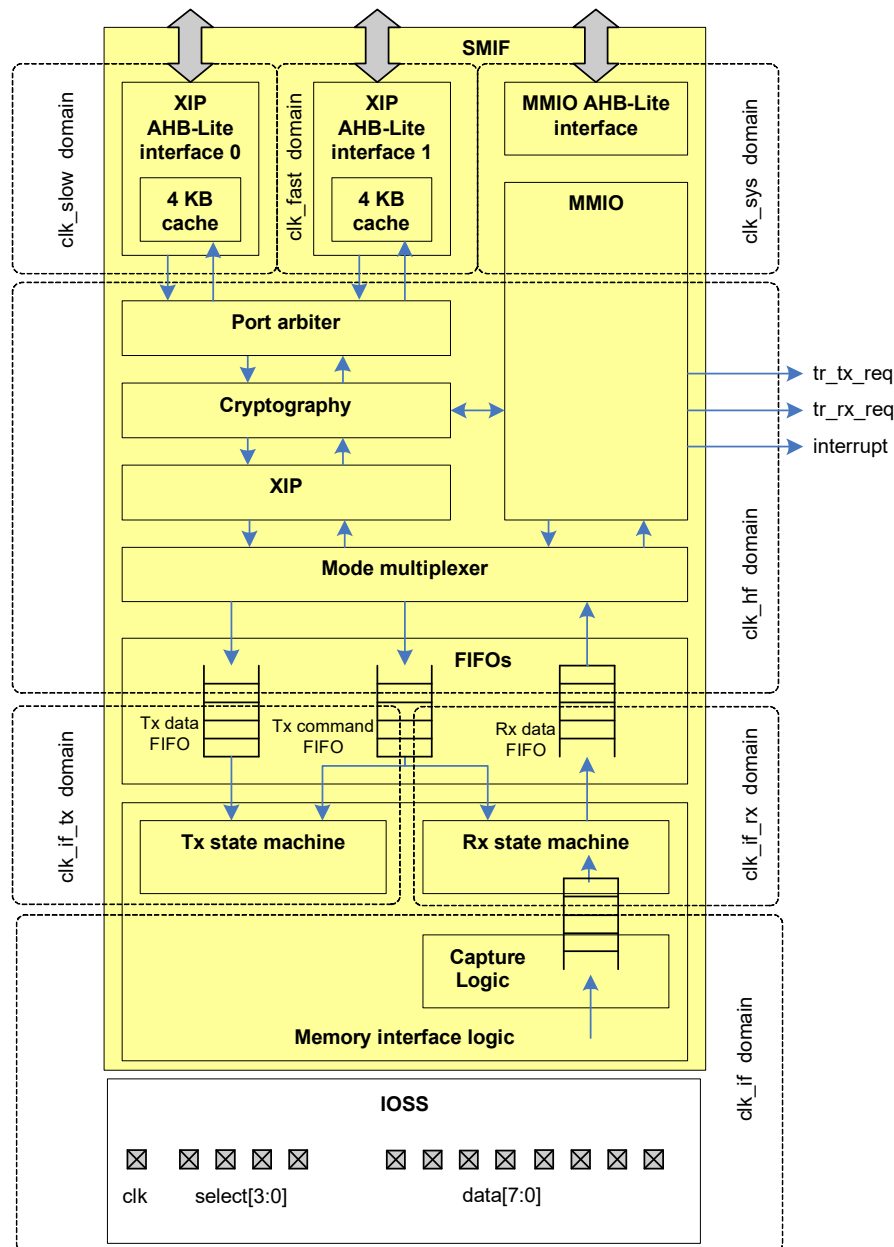 SMIF
XIP
AHB-Lite
interface 0
4 KB
cache
XIP
AHB-Lite
interface 1
4 KB
cache
MMIO AHB-Lite
interface
MMIO
clk_slow domain
clk_fast domain
clk_sys domain
Port arbiter
Cryptography
XIP
Mode multiplexer
tr_tx_req
tr_rx_req
interrupt
clk_hf domain
FIFOs
Tx data
FIFO
Tx command
FIFO
Rx data
FIFO
clk_if_tx domain
clk_if_rx domain
Tx state machine
Rx state machine
Capture
Logic
Memory interface logic
clk_if domain
IOSS
clk
select[3:0]
data[7:0]